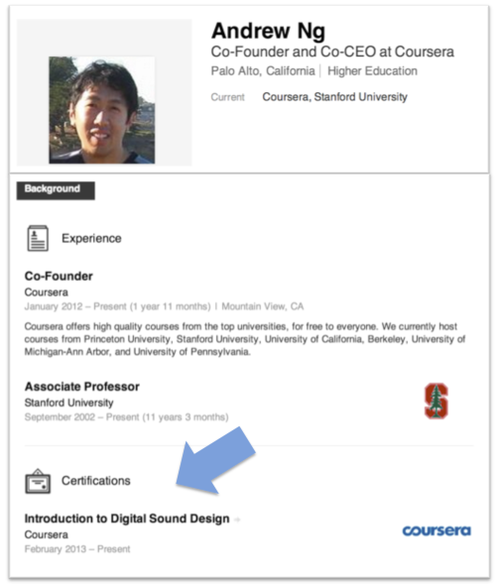 Andrew Ng
Co-Founder and Co-CEO at Coursera
Palo Alto, California | Higher Education
Current Coursera, Stanford University
Background
Experience
Co-Founder
Coursera
January 2012 – Present (1 year 11 months) | Mountain View, CA
Coursera offers high quality courses from the top universities, for free to everyone. We currently host
courses from Princeton University, Stanford University, University of California, Berkeley, University of
Michigan-Ann Arbor, and University of Pennsylvania.
Associate Professor
Stanford University
September 2002 – Present (11 years 3 months)
S
Certifications
Introduction to Digital Sound Design
Coursera
coursera
February 2013 – Present